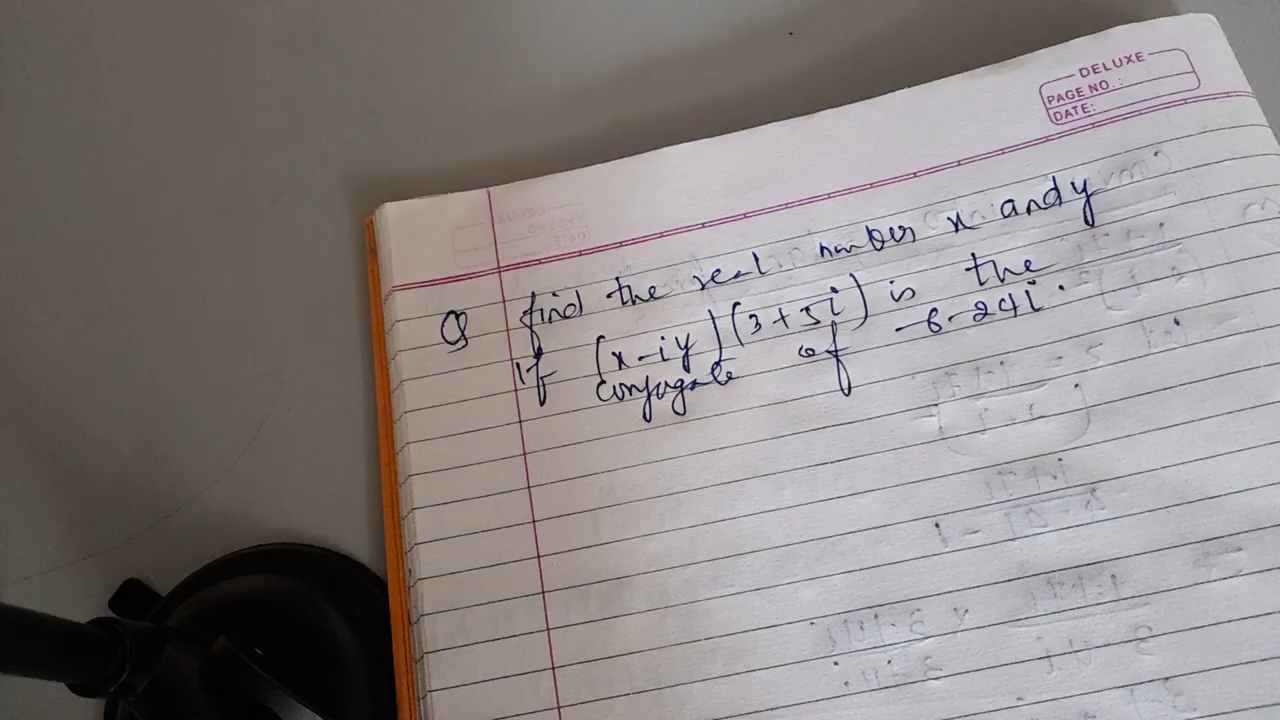 DELUXE
PAGE NO.:
DATE:
Q find the real number x and y
if (x-iy)(3+5i) is the
conjugate of -6-24i.